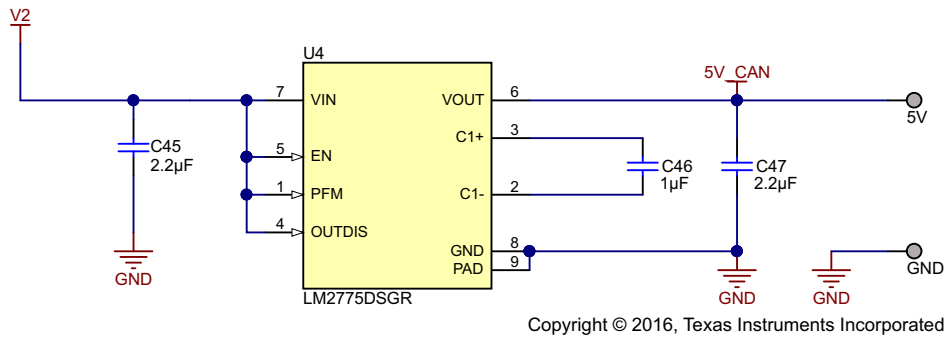 V2
U4
5V_CAN
7 VIN VOUT 6
5V
C1+ 3
C45
2.2µF
5 EN
C46
1µF
C47
2.2µF
1 PFM C1- 2
4 OUTDIS
GND 8
PAD 9
GND
GND
GND
GND
LM2775DSGR
Copyright © 2016, Texas Instruments Incorporated